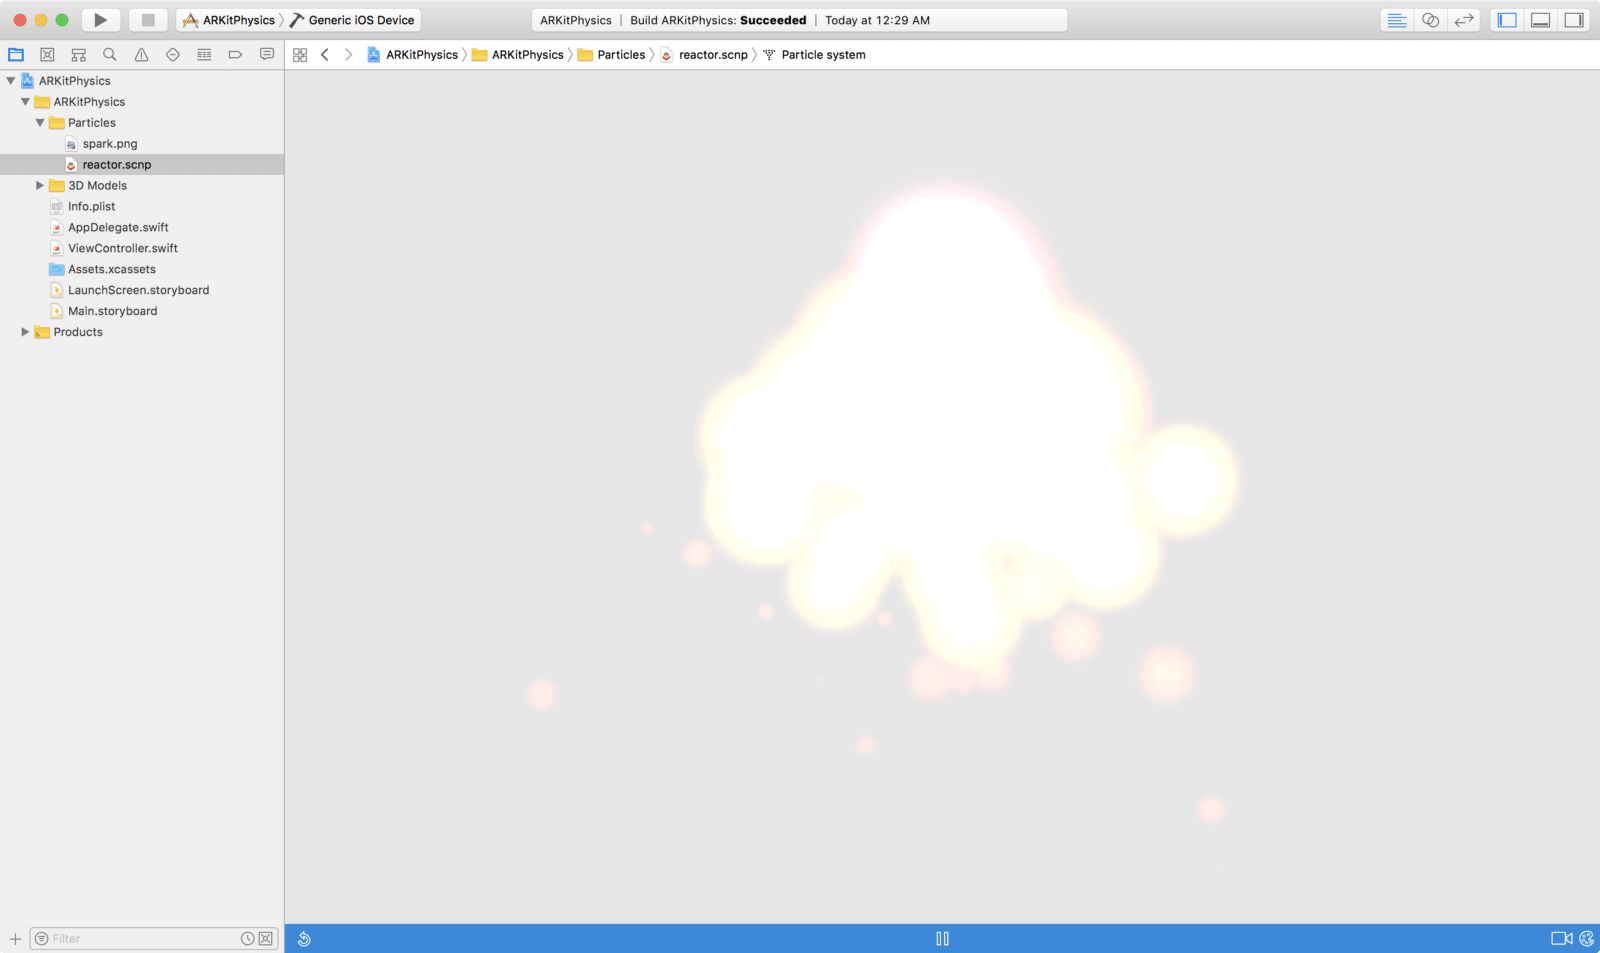 ARKitPhysics Generic iOS Device ARKitPhysics Build ARKitPhysics: Succeeded Today at 12:29 AM
ARKitPhysics ARKitPhysics Particles reactor.scnp Particle system
ARKitPhysics
ARKitPhysics
Particles
spark.png
reactor.scnp
3D Models
Info.plist
AppDelegate.swift
ViewController.swift
Assets.xcassets
LaunchScreen.storyboard
Main.storyboard
Products
Filter